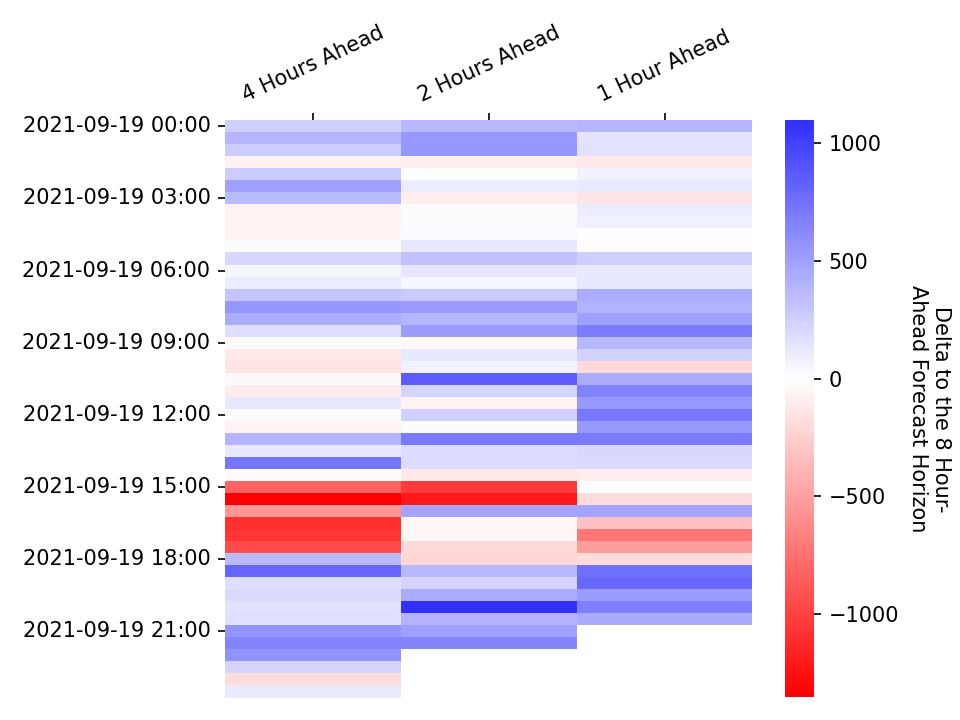 4 Hours Ahead
2 Hours Ahead
1 Hour Ahead
2021-09-19 00:00
2021-09-19 03:00
2021-09-19 06:00
2021-09-19 09:00
2021-09-19 12:00
2021-09-19 15:00
2021-09-19 18:00
2021-09-19 21:00
1000
500
0
−500
−1000
Delta to the 8 Hour-
Ahead Forecast Horizon